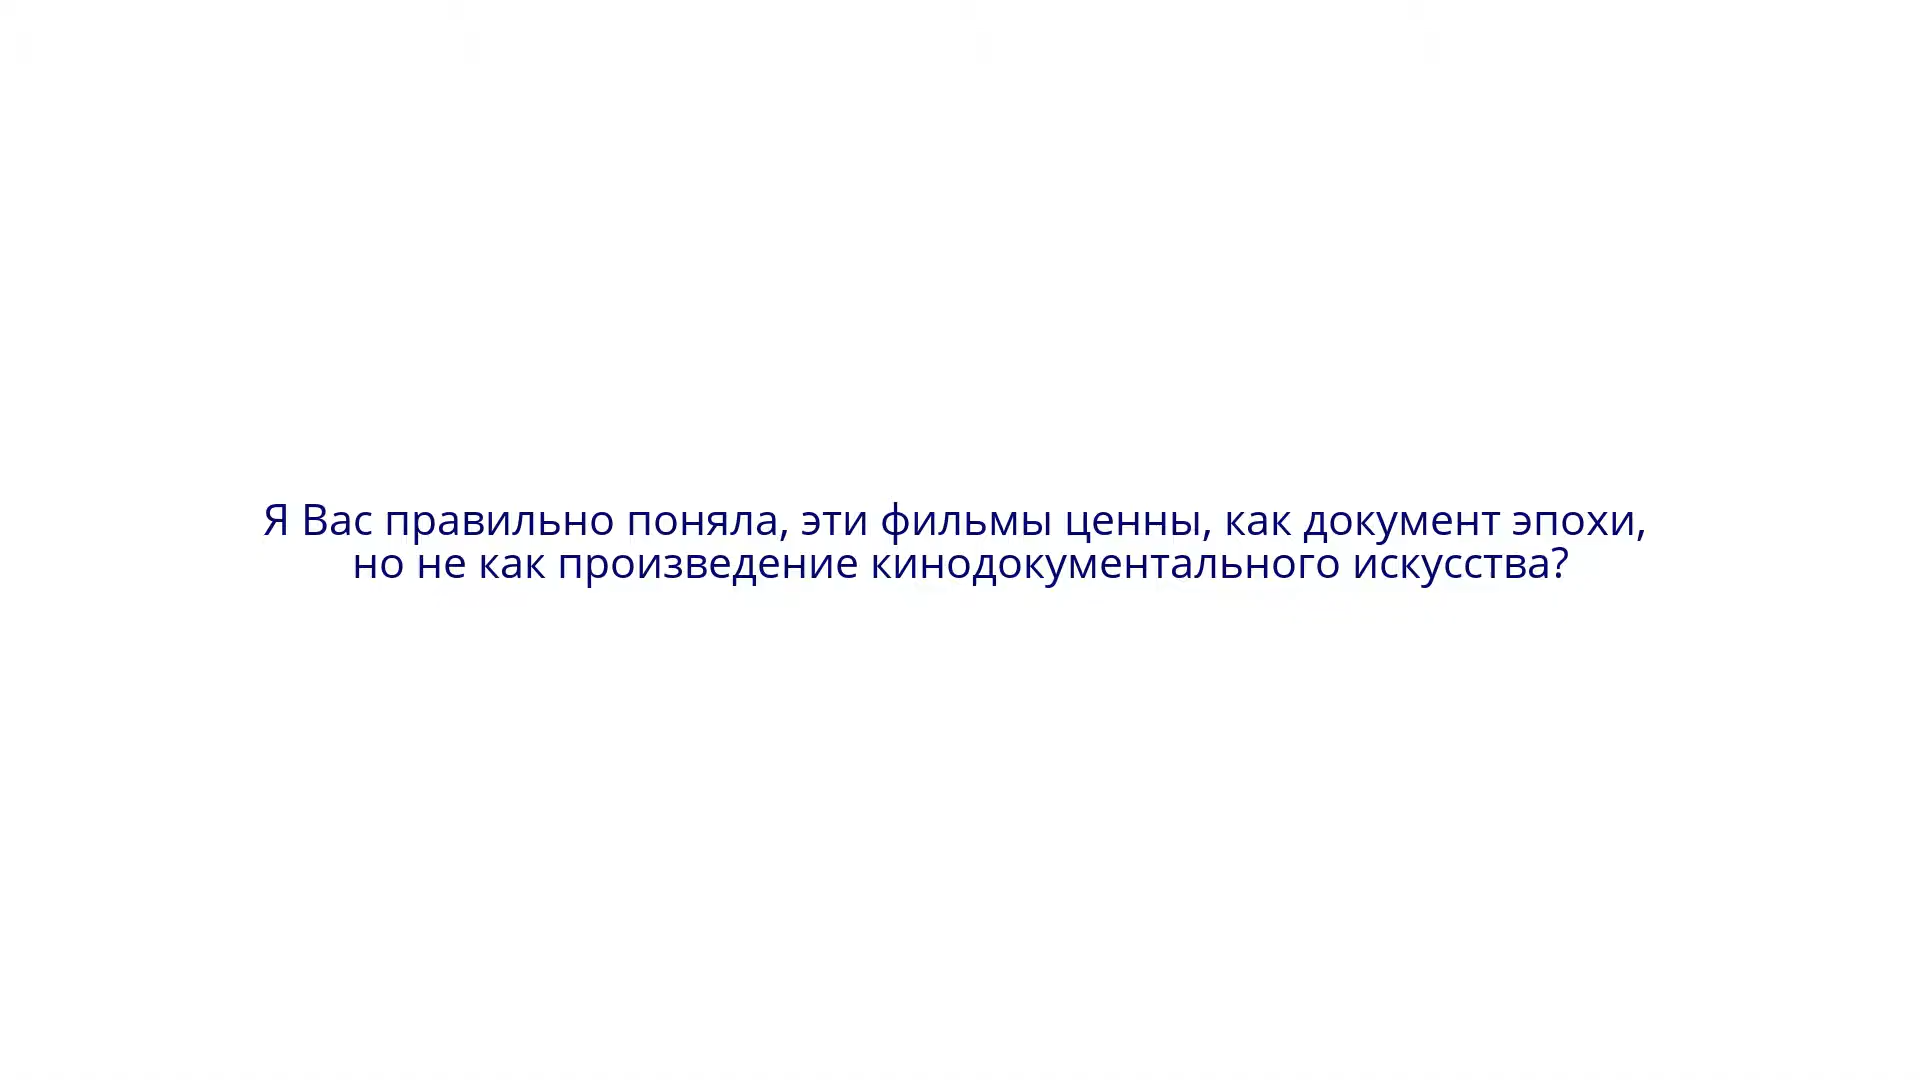 Я Вас правильно поняла, эти фильмы ценны, как документ эпохи,
но не как произведение кинодокументального искусства?